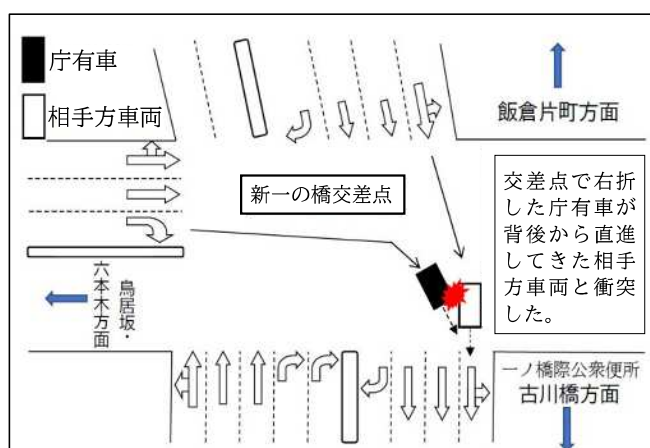 庁有車
相手方車両
新一の橋交差点
飯倉片町方面
交差点で右折
した庁有車が
背後から直進
してきた相手
方車両と衝突
した。
鳥居坂・
六本木方面
一ノ橋際公衆便所
古川橋方面